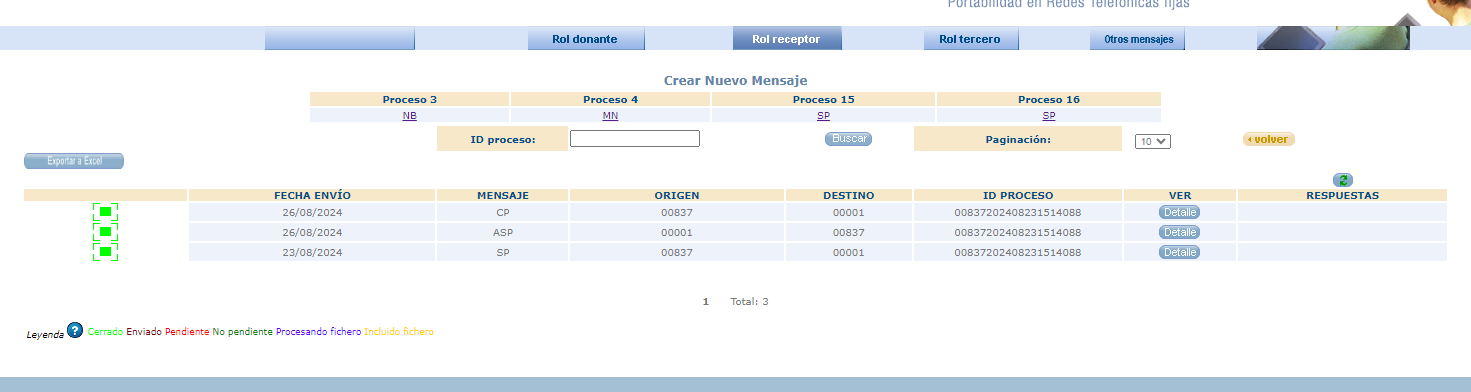 Portabilidad en Redes Telefónicas fijas
Rol donante Rol receptor Rol tercero Otros mensajes
Crear Nuevo Mensaje
Proceso 3 Proceso 4 Proceso 15 Proceso 16
NB MN SP SP
ID proceso: Buscar Paginación: 10 volver
Exportar a Excel
FECHA ENVÍO MENSAJE ORIGEN DESTINO ID PROCESO VER RESPUESTAS
26/08/2024 CP 00837 00001 00837202408231514088 Detalle
26/08/2024 ASP 00001 00837 00837202408231514088 Detalle
23/08/2024 SP 00837 00001 00837202408231514088 Detalle
1 Total: 3
Leyenda ? Cerrado Enviado Pendiente No pendiente Procesando fichero Incluido fichero